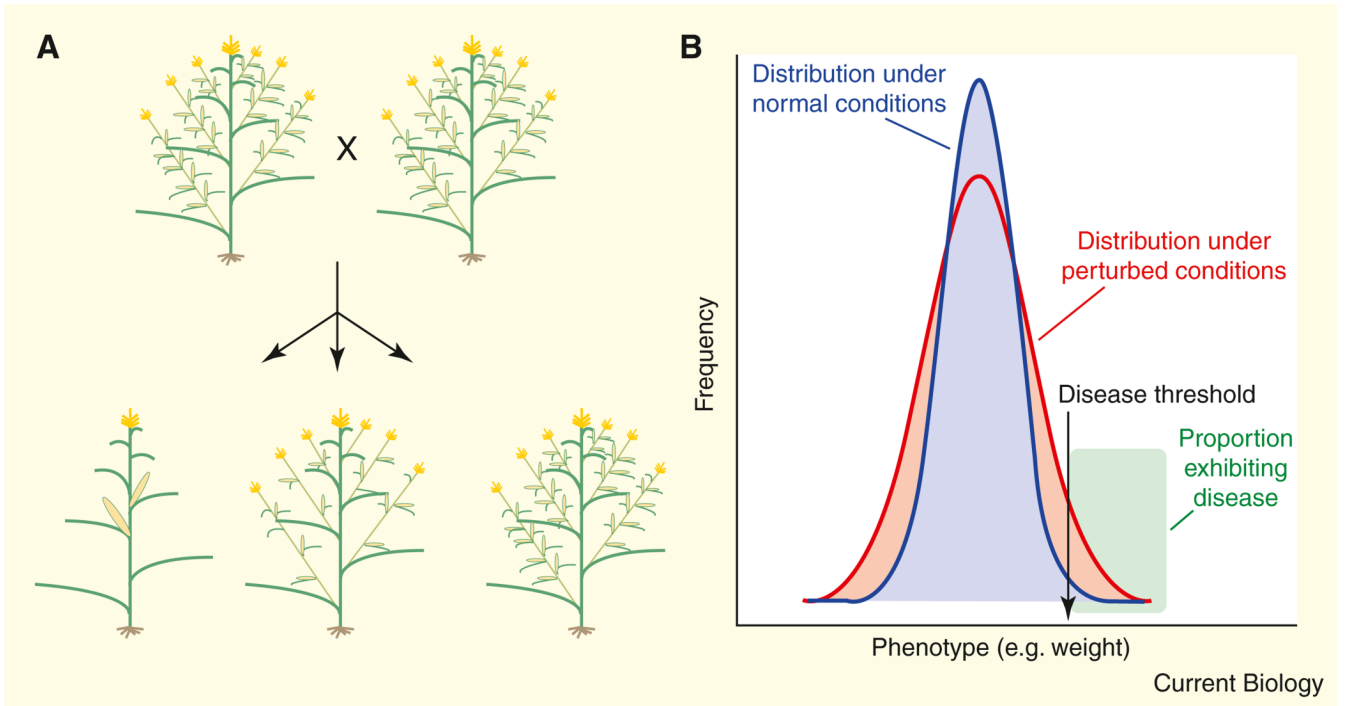 A
X
B
Distribution under
normal conditions
Distribution under
perturbed conditions
Disease threshold
Proportion
exhibiting
disease
Frequency
Phenotype (e.g. weight)
Current Biology